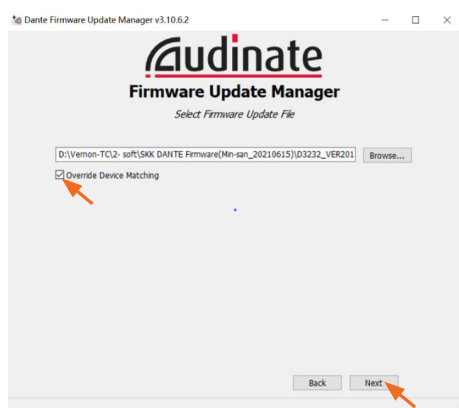 Dante Firmware Update Manager v3.10.6.2
Audinate
Firmware Update Manager
Select Firmware Update File
D:\Vernon-TC\2- soft\SKK DANTE Firmware(Min-san_20210615)\D3232_VER201
Browse...
Override Device Matching
Back
Next